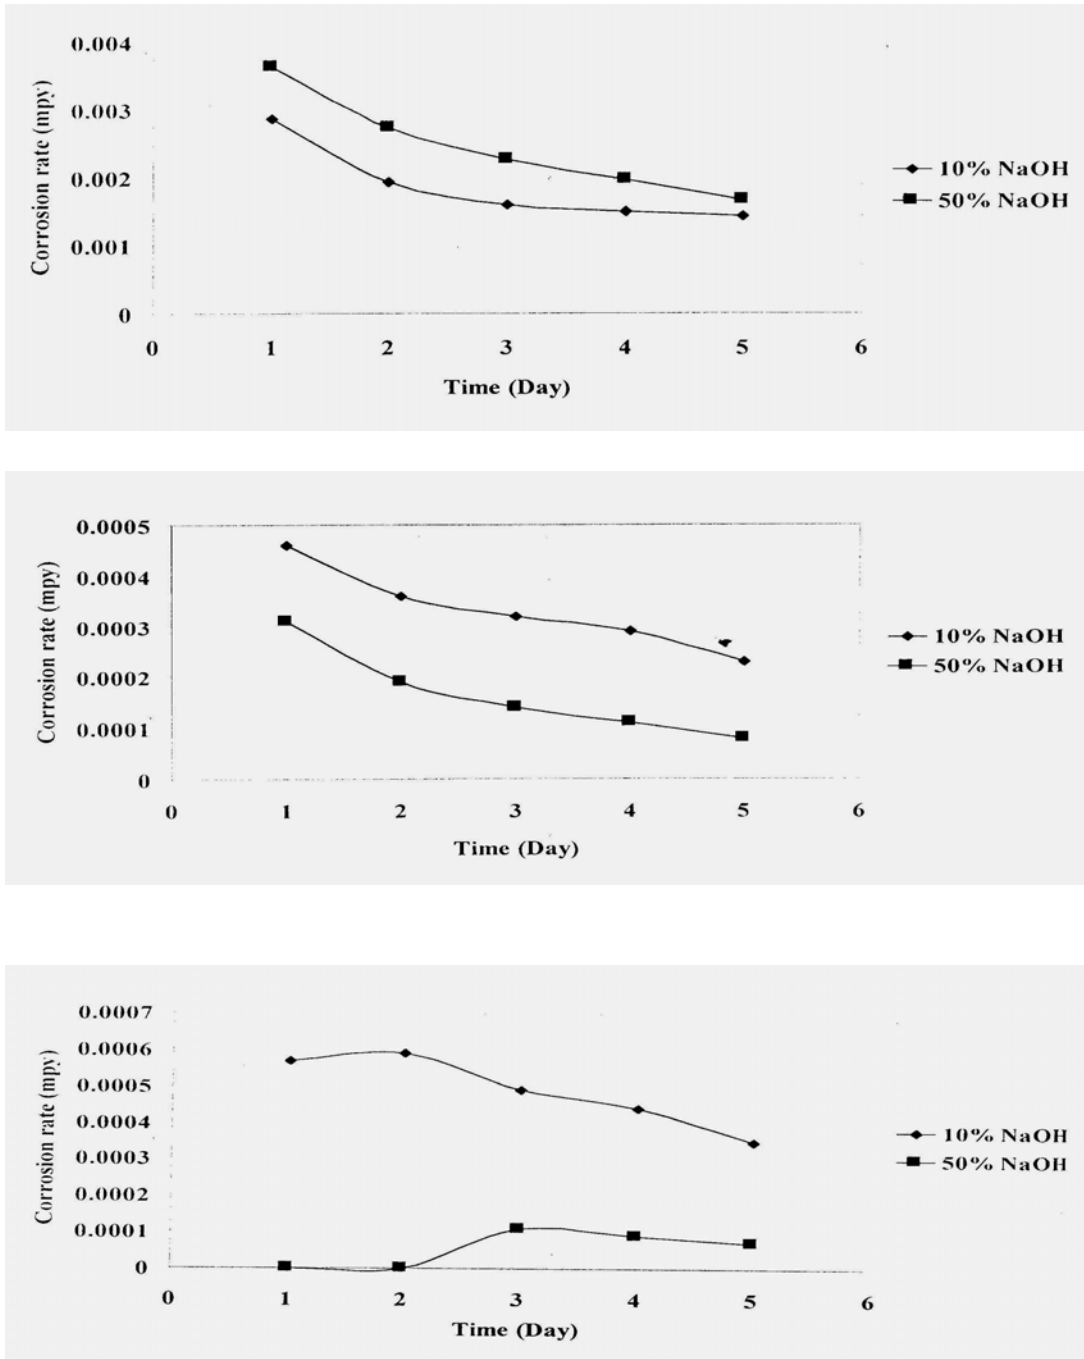 0.004
0.003
0.002
0.001
0
Corrosion rate (mpy)
0 1 2 3 4 5 6
Time (Day)
10% NaOH
50% NaOH
0.0005
0.0004
0.0003
0.0002
0.0001
0
Corrosion rate (mpy)
0 1 2 3 4 5 6
Time (Day)
10% NaOH
50% NaOH
0.0007
0.0006
0.0005
0.0004
0.0003
0.0002
0.0001
0
Corrosion rate (mpy)
0 1 2 3 4 5 6
Time (Day)
10% NaOH
50% NaOH